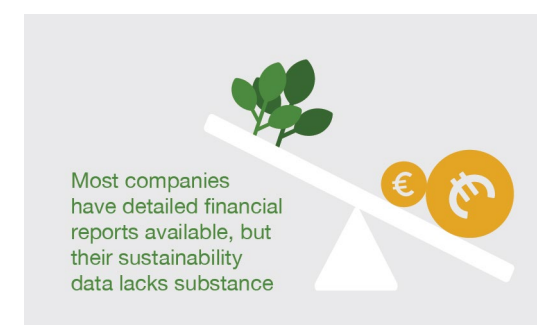 Most companies
have detailed financial
reports available, but
their sustainability
data lacks substance
€
€